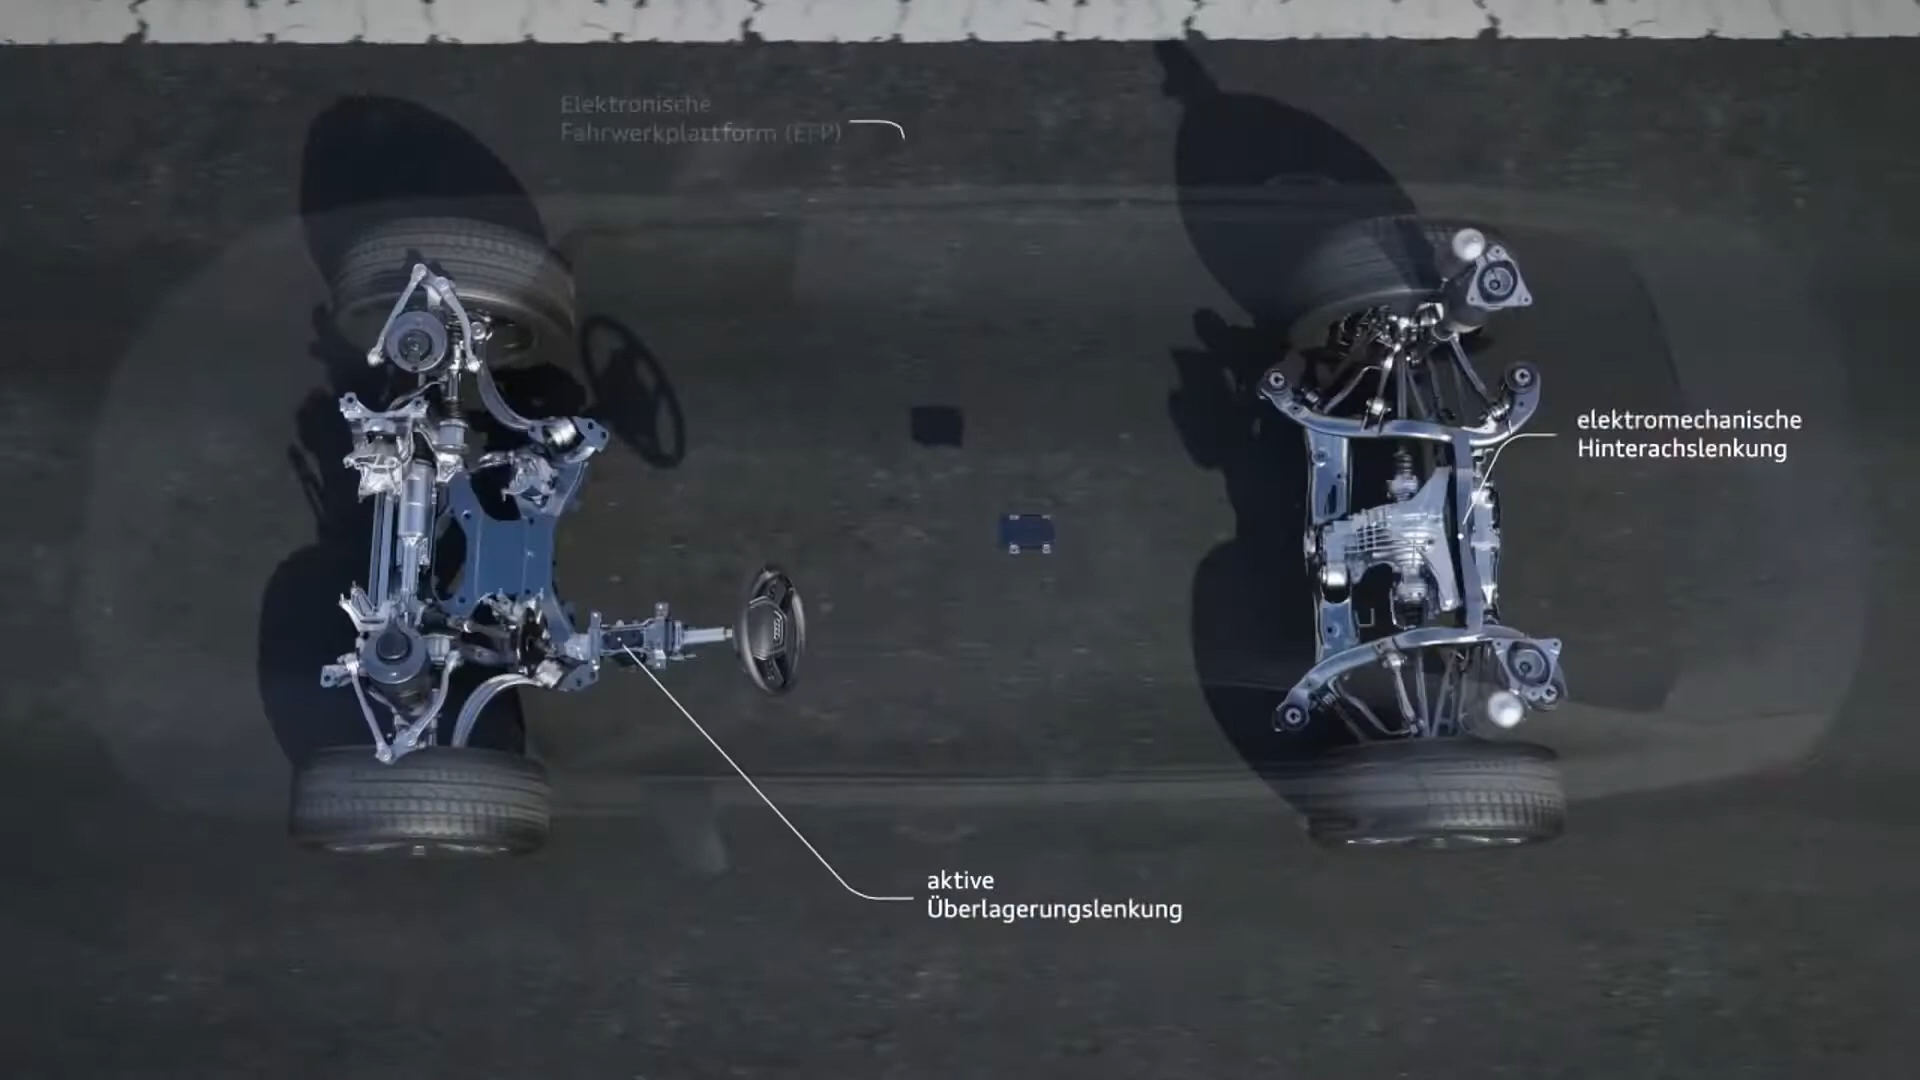 Elektronische
Fahrwerkplattform (EFP)
elektromechanische
Hinterachslenkung
aktive
Überlagerungslenkung